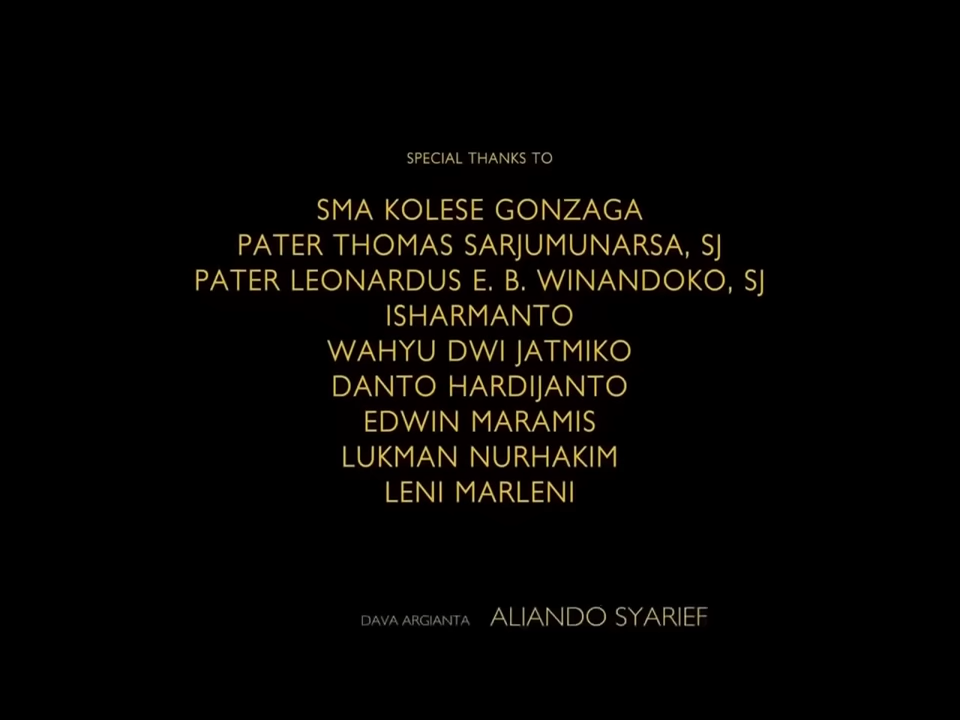 SPECIAL THANKS TO
SMA KOLESE GONZAGA
PATER THOMAS SARJUMUNARSA, SJ
PATER LEONARDUS E. B. WINANDOKO, SJ
ISHARMANTO
WAHYU DWI JATMIKO
DANTO HARDIJANTO
EDWIN MARAMIS
LUKMAN NURHAKIM
LENI MARLENI
DAVA ARGIANTA ALIANDO SYARIEF